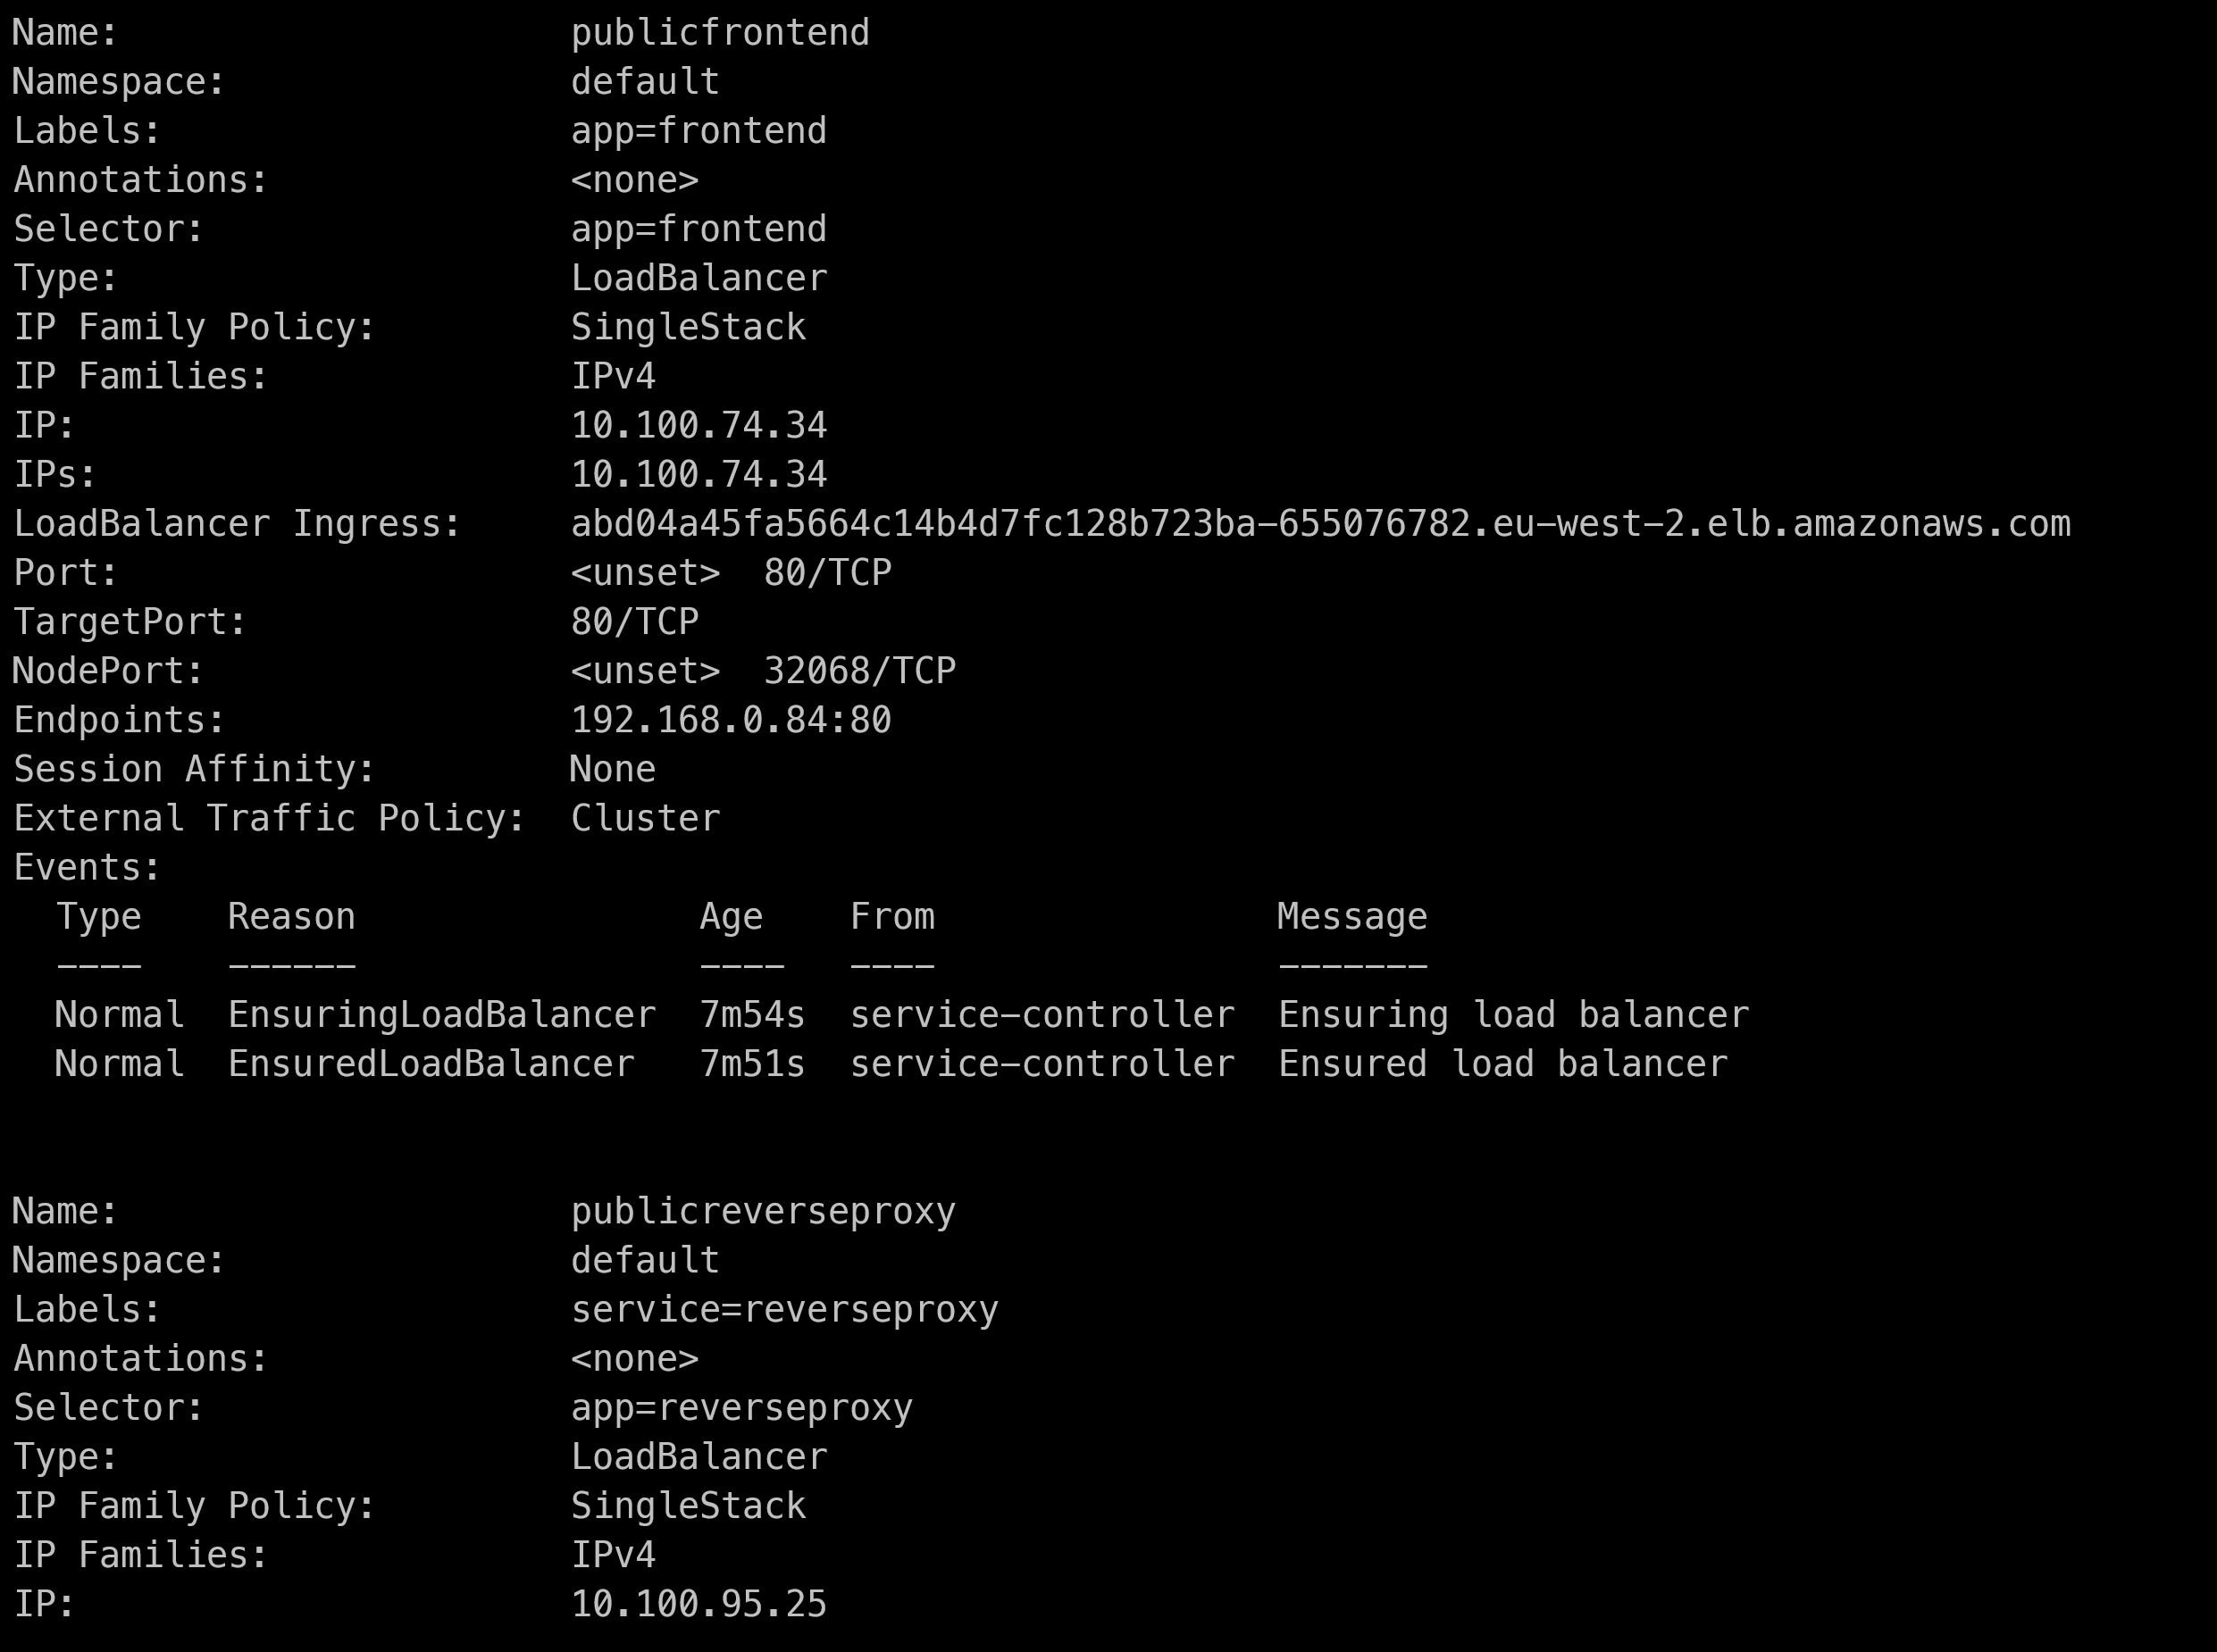 Name:                     publicfrontend
Namespace:                default
Labels:                   app=frontend
Annotations:              <none>
Selector:                 app=frontend
Type:                     LoadBalancer
IP Family Policy:         SingleStack
IP Families:              IPv4
IP:                       10.100.74.34
IPs:                      10.100.74.34
LoadBalancer Ingress:     abd04a45fa5664c14b4d7fc128b723ba-655076782.eu-west-2.elb.amazonaws.com
Port:                     <unset>  80/TCP
TargetPort:               80/TCP
NodePort:                 <unset>  32068/TCP
Endpoints:                192.168.0.84:80
Session Affinity:         None
External Traffic Policy:  Cluster
Events:
  Type    Reason                Age    From                Message
  ----    ------                ----   ----                -------
  Normal  EnsuringLoadBalancer  7m54s  service-controller  Ensuring load balancer
  Normal  EnsuredLoadBalancer   7m51s  service-controller  Ensured load balancer
Name:                     publicreverseproxy
Namespace:                default
Labels:                   service=reverseproxy
Annotations:              <none>
Selector:                 app=reverseproxy
Type:                     LoadBalancer
IP Family Policy:         SingleStack
IP Families:              IPv4
IP:                       10.100.95.25